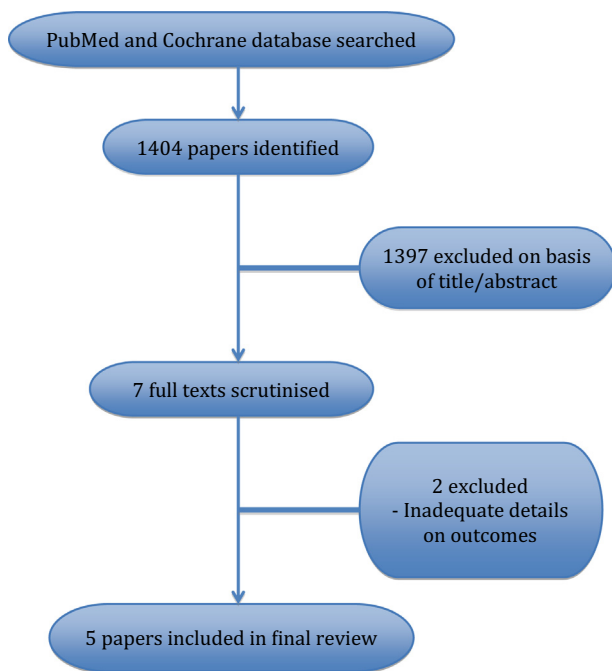 PubMed and Cochrane database searched
1404 papers identified
1397 excluded on basis
of title/abstract
7 full texts scrutinised
2 excluded
- Inadequate details
on outcomes
5 papers included in final review